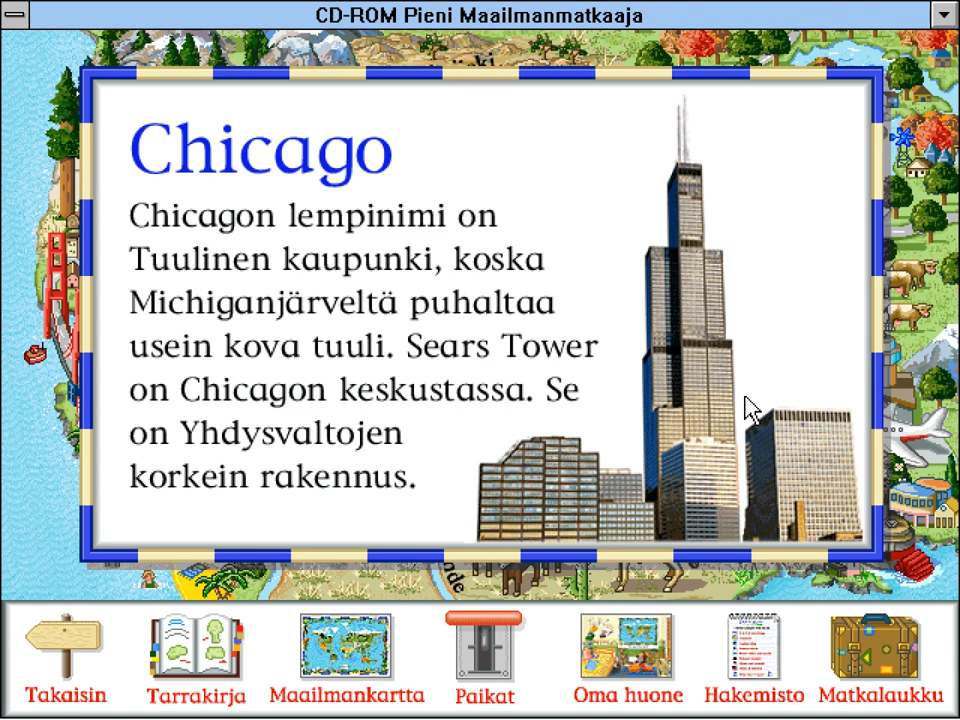 CD-ROM Pieni Maailmanmatkaaja
Chicago
Chicagon lempinimi on
Tuulinen kaupunki, koska
Michiganjärveltä puhaltaa
usein kova tuuli. Sears Tower
on Chicagon keskustassa. Se
on Yhdysvaltojen
korkein rakennus.
Takaisin
Tarrakirja
Maailmankartta
Paikat
Oma huone
Hakemisto
Matkalaukku